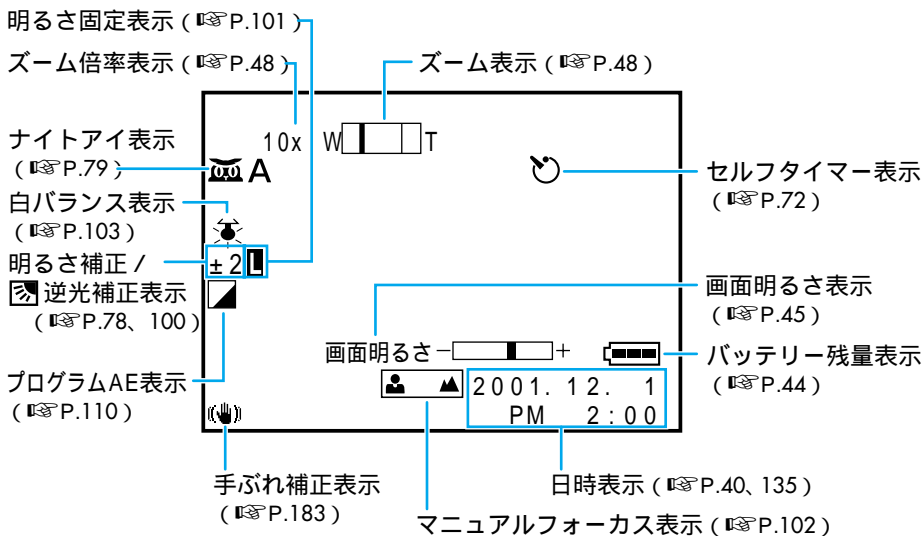 明るさ固定表示 ( ☞P.101 )
ズーム倍率表示 ( ☞P.48 )
ズーム表示 ( ☞P.48 )
10x W T
ナイトアイ表示
( ☞P.79 )
A
セルフタイマー表示
( ☞P.72 )
白バランス表示
( ☞P.103 )
明るさ補正 /
逆光補正表示
( ☞P.78、100 )
±2 L
画面明るさ表示
( ☞P.45 )
画面明るさ − +
バッテリー残量表示
( ☞P.44 )
プログラムAE表示
( ☞P.110 )
2001. 12. 1
PM 2:00
手ぶれ補正表示
( ☞P.183 )
日時表示 ( ☞P.40、135 )
マニュアルフォーカス表示 ( ☞P.102 )